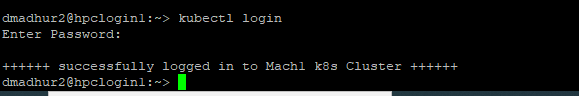 dmadhur2@hpclogin1:~> kubectl login
Enter Password:
++++++ successfully logged in to Mach1 k8s Cluster ++++++
dmadhur2@hpclogin1:~>